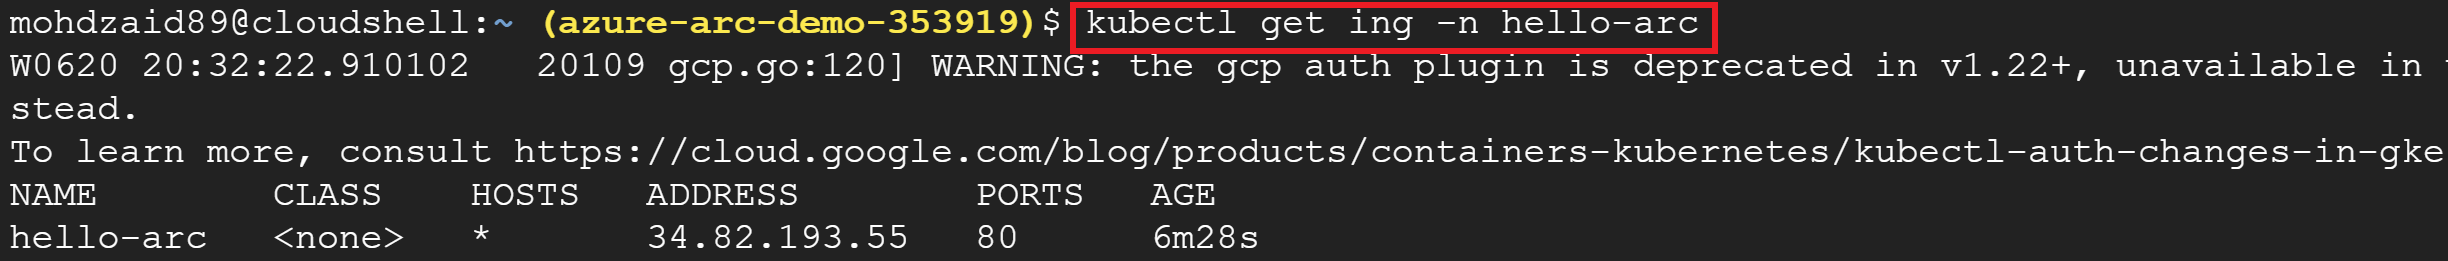 mohdzaid89@cloudshell:~ (azure-arc-demo-353919)$ kubectl get ing -n hello-arc
W0620 20:32:22.910102   20109 gcp.go:120] WARNING: the gcp auth plugin is deprecated in v1.22+, unavailable in
stead.
To learn more, consult https://cloud.google.com/blog/products/containers-kubernetes/kubectl-auth-changes-in-gke
NAME        CLASS    HOSTS   ADDRESS        PORTS   AGE
hello-arc   <none>   *       34.82.193.55   80      6m28s